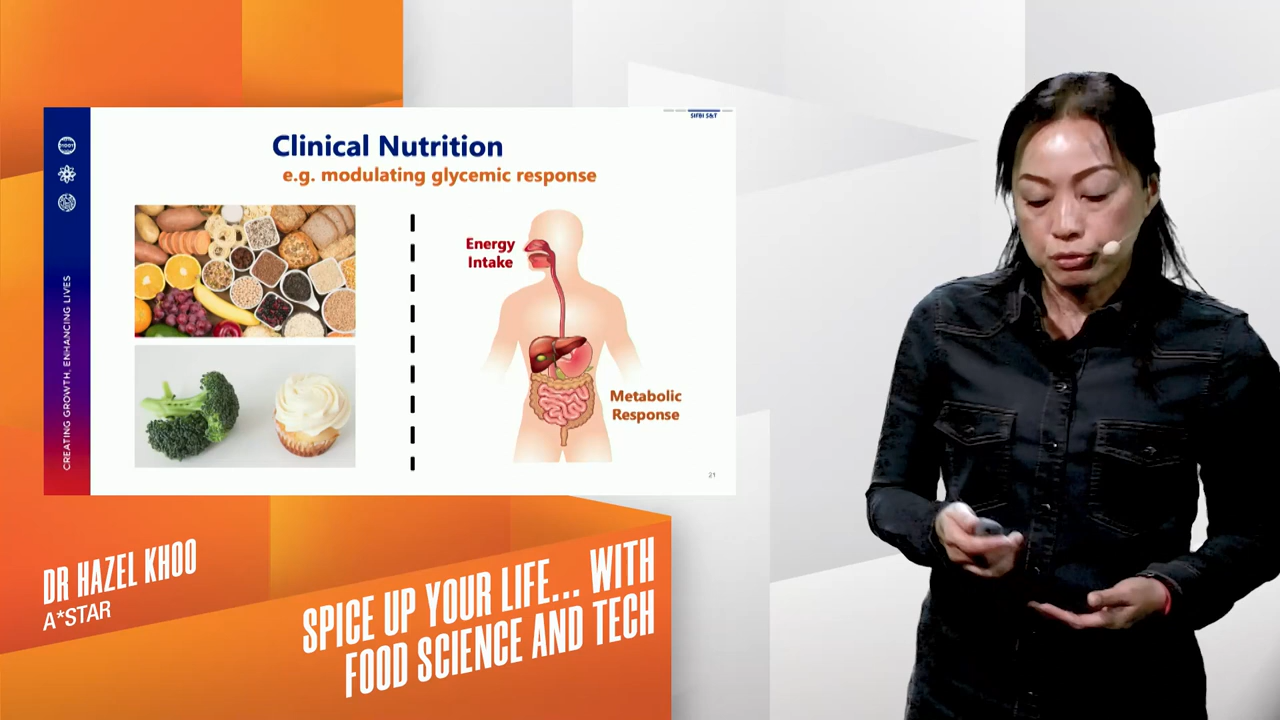 SIFBI S&T
Clinical Nutrition
e.g. modulating glycemic response
Energy
Intake
Metabolic
Response
CREATING GROWTH, ENHANCING LIVES
21
DR HAZEL KHOO
A*STAR
SPICE UP YOUR LIFE... WITH
FOOD SCIENCE AND TECH